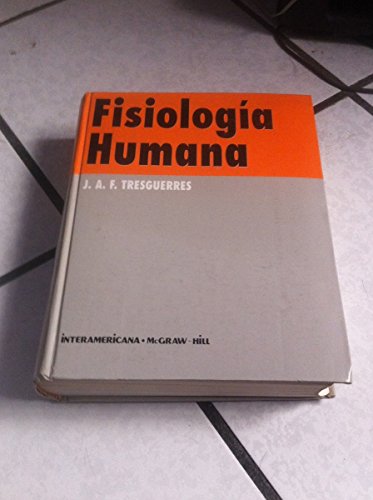 Fisiología
Humana
J. A. F. TRESGUERRES
INTERAMERICANA • McGRAW-HILL